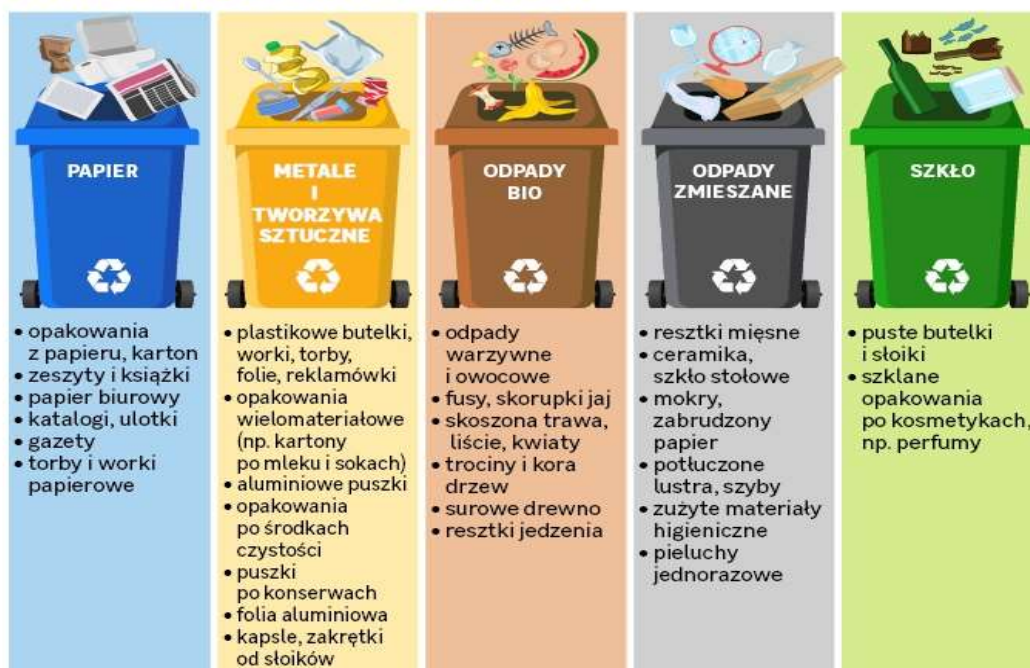 PAPIER
• opakowania
z papieru, karton
• zeszyty i książki
• papier biurowy
• katalogi, ulotki
• gazety
• torby i worki
papierowe
METALE
I
TWORZYWA
SZTUCZNE
• plastikowe butelki,
worki, torby,
folie, reklamówki
• opakowania
wielomateriałowe
(np. kartony
po mleku i sokach)
• aluminiowe puszki
• opakowania
po środkach
czystości
• puszki
po konserwach
• folia aluminiowa
• kapsle, zakrętki
od słoików
ODPADY
BIO
• odpady
warzywne
i owocowe
• fusy, skorupki jaj
• skoszona trawa,
liście, kwiaty
• trociny i kora
drzew
• surowe drewno
• resztki jedzenia
ODPADY
ZMIESZANE
• resztki mięsne
• ceramika,
szkło stołowe
• mokry,
zabrudzony
papier
• potłuczone
lustra, szyby
• zużyte materiały
higieniczne
• pieluchy
jednorazowe
SZKŁO
• puste butelki
i słoiki
• szklane
opakowania
po kosmetykach,
np. perfumy